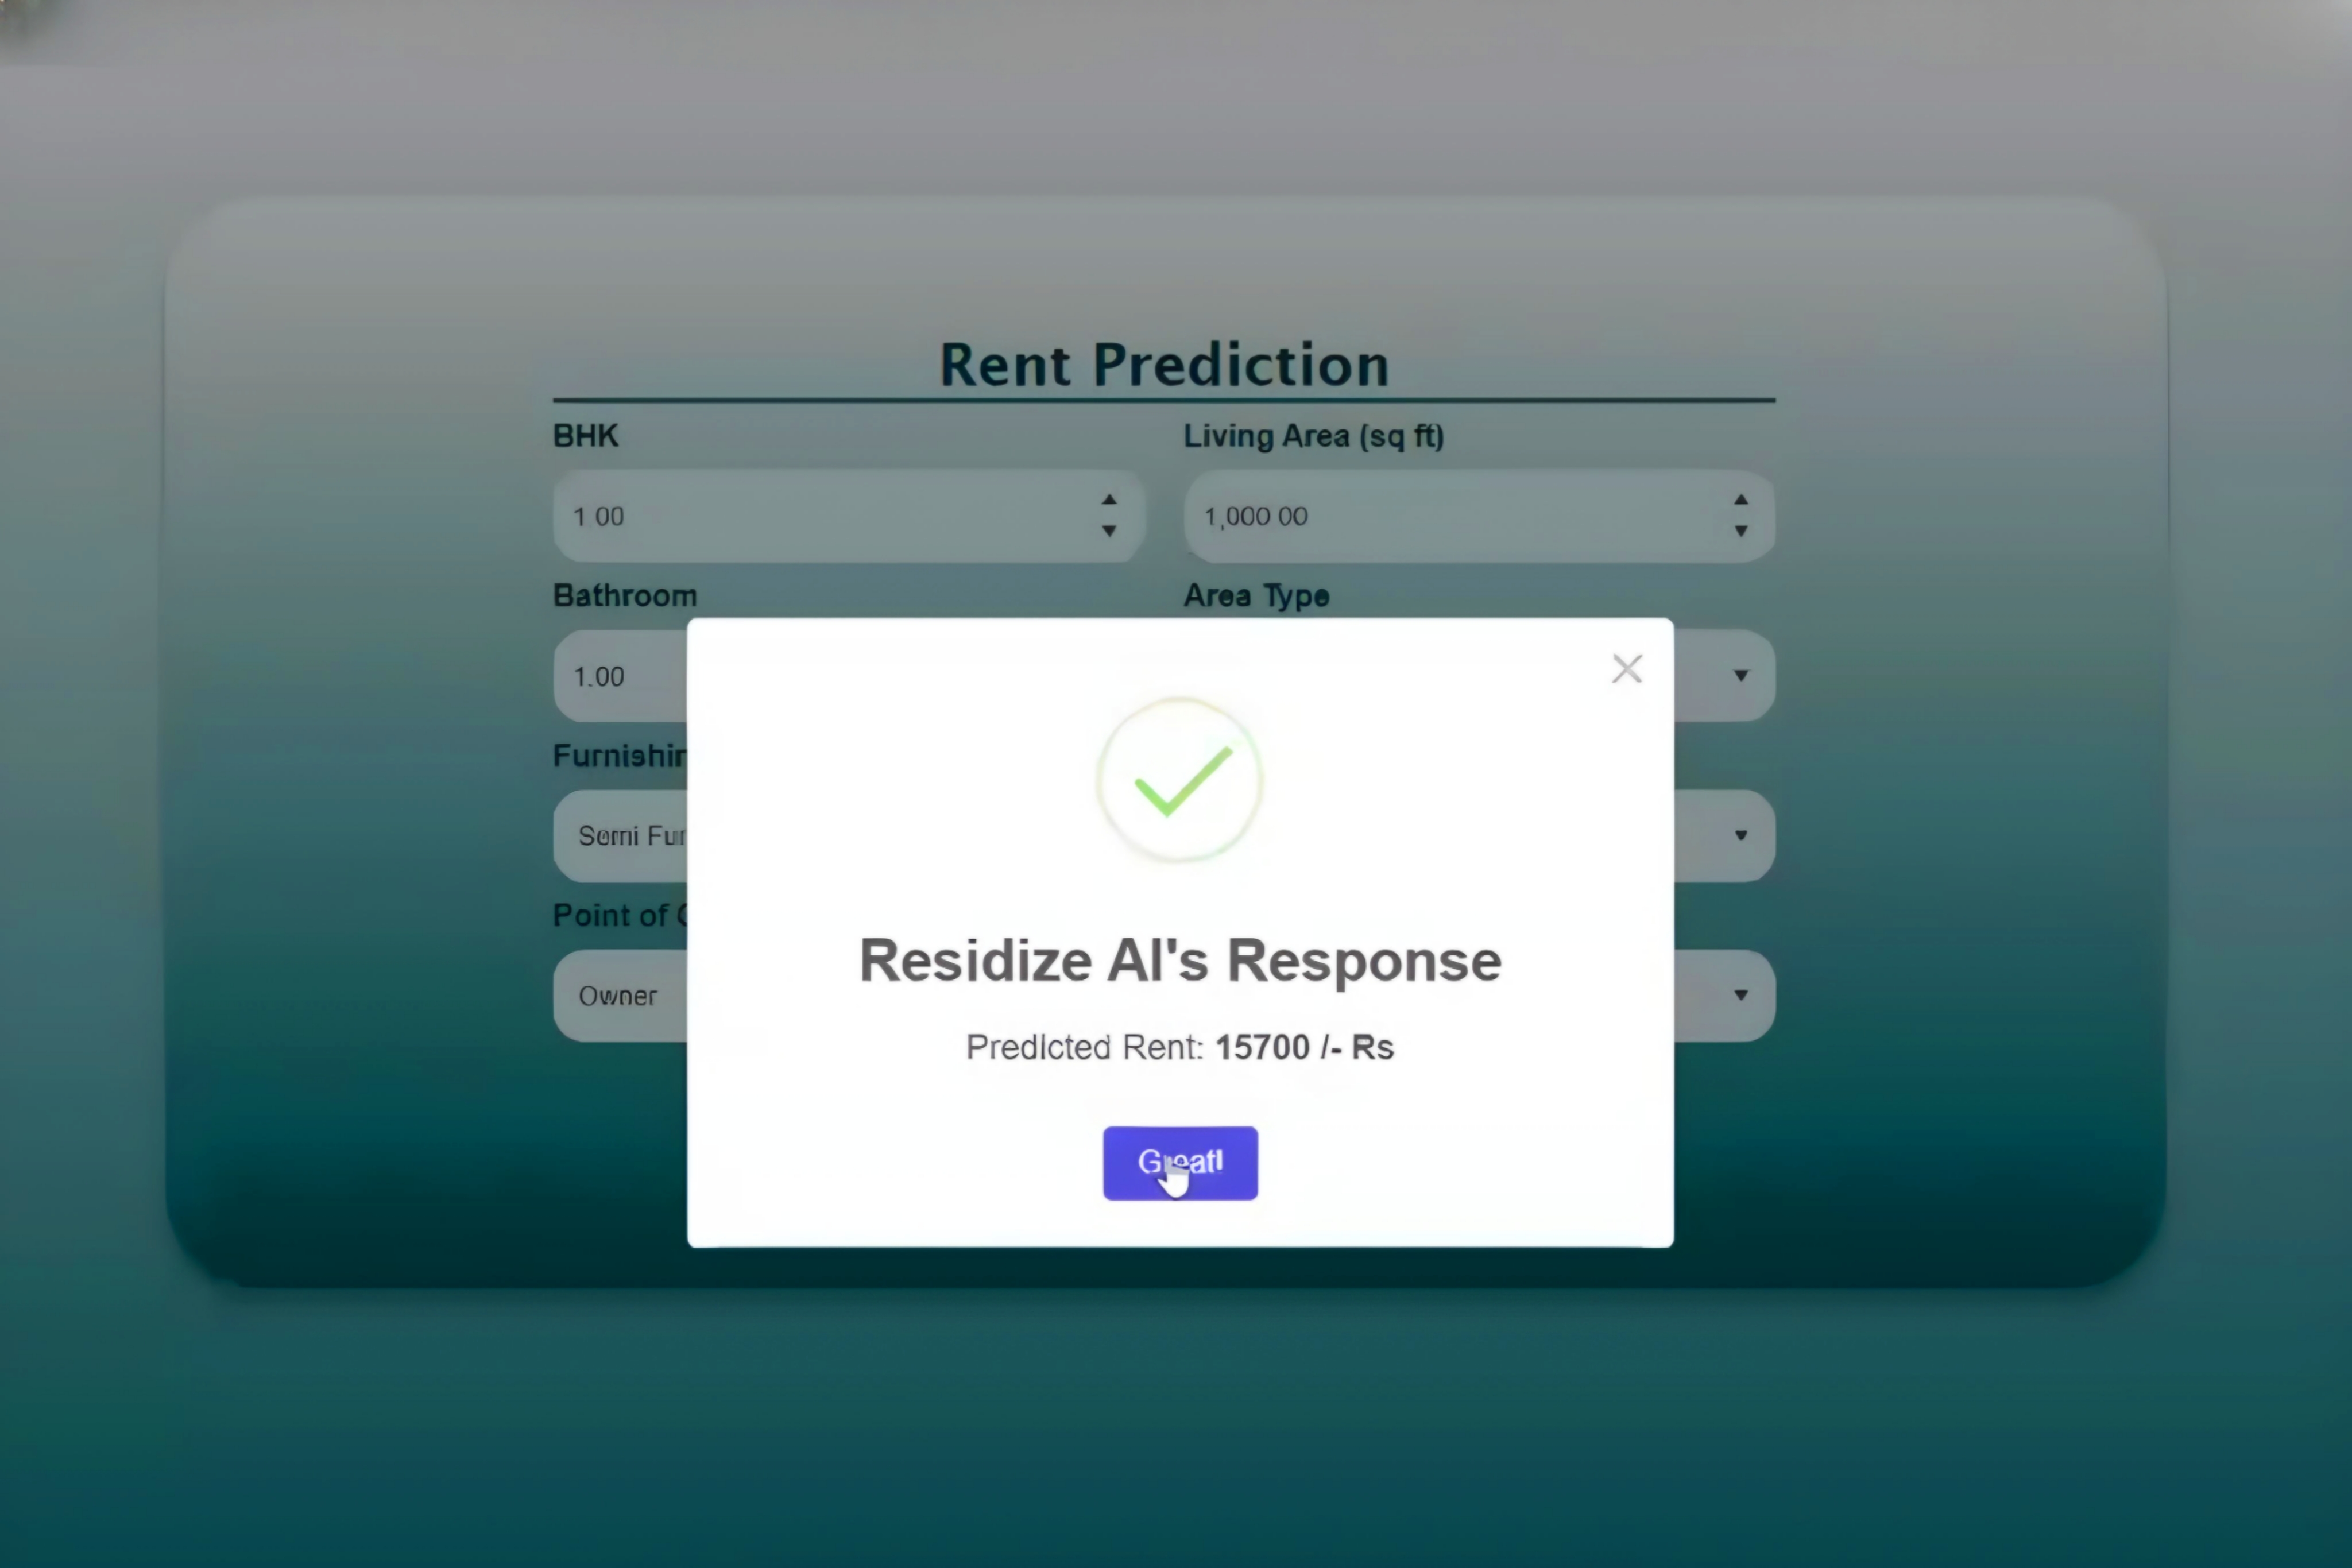 Rent Prediction
BHK
Living Area (sq ft)
1 00
1,000 00
Bathroom
Area Type
1.00
Furnishin
Semi Fur
Point of C
Owner
Residize AI's Response
Predicted Rent: 15700 /- Rs
Great!